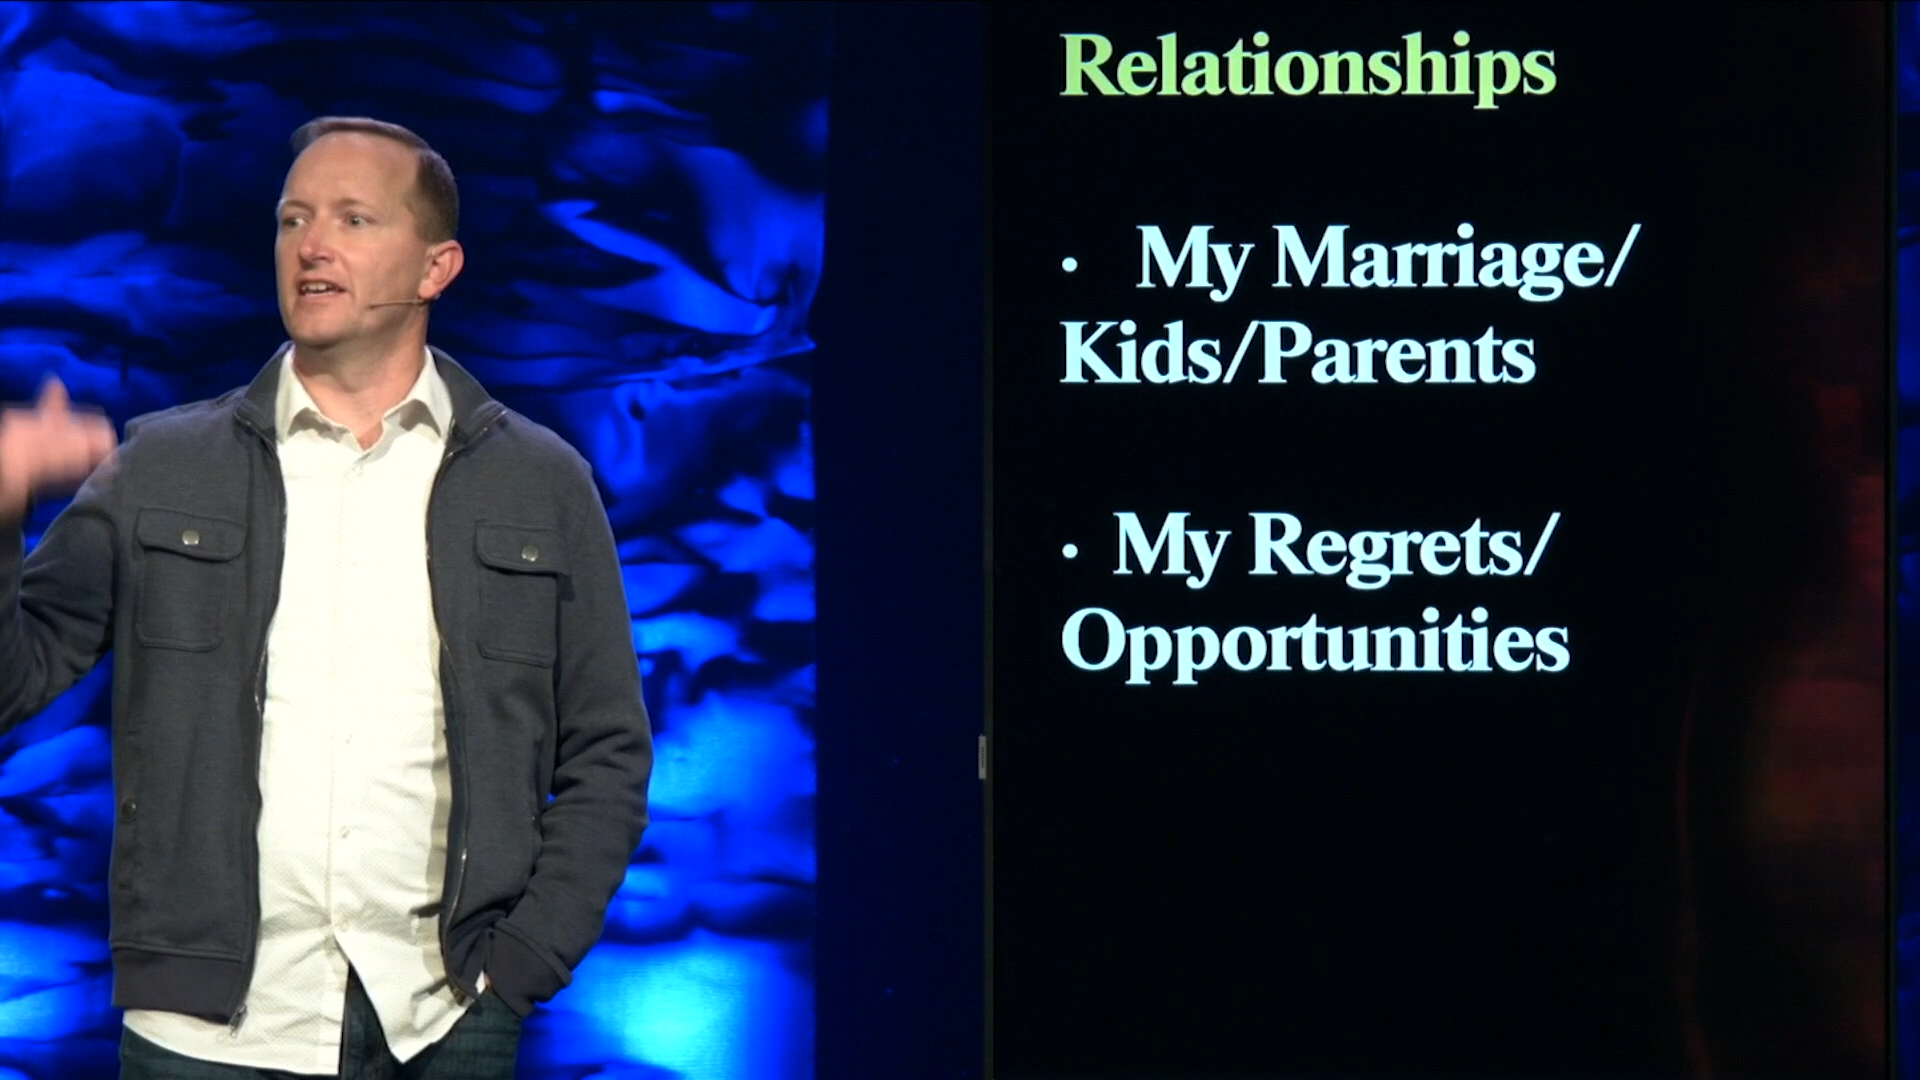 Relationships
• My Marriage/
Kids/Parents
• My Regrets/
Opportunities